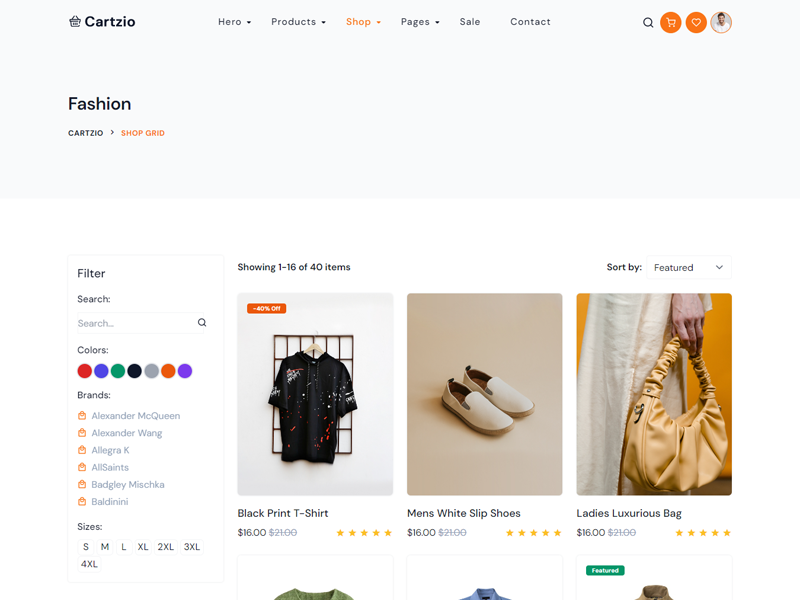 Cartzio
Hero Products Shop Pages Sale Contact
Fashion
CARTZIO > SHOP GRID
Filter
Search:
Search...
Colors:
Brands:
Alexander McQueen
Alexander Wang
Allegra K
AllSaints
Badgley Mischka
Baldinini
Sizes:
S M L XL 2XL 3XL
4XL
Showing 1-16 of 40 items
Sort by: Featured
-40% Off
Black Print T-Shirt
$16.00 $21.00
Mens White Slip Shoes
$16.00 $21.00
Ladies Luxurious Bag
$16.00 $21.00
Featured